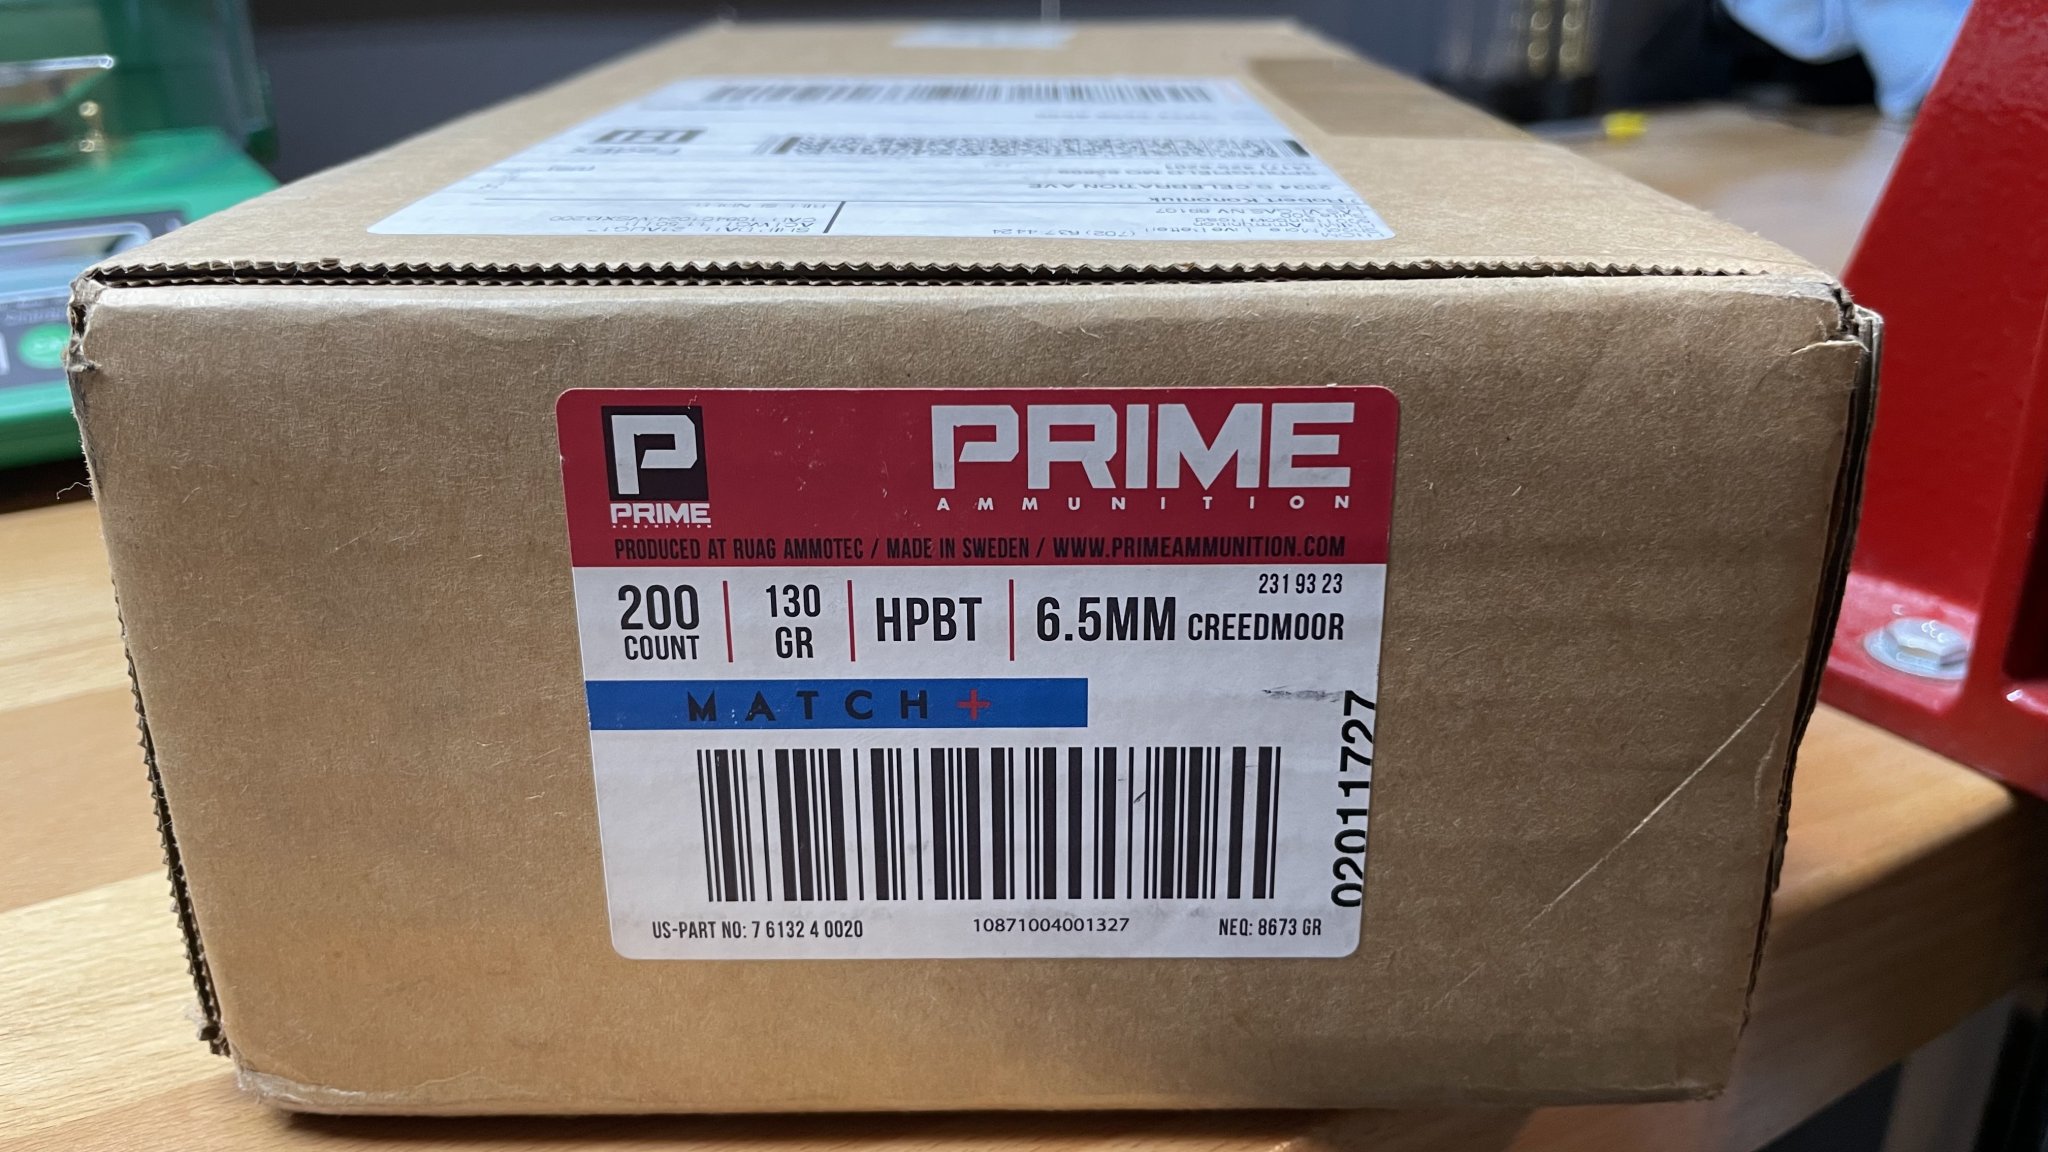 2334 S CELEBRATION AVE
P
PRIME
AMMUNITION
PRIME
AMMUNITION
PRODUCED AT RUAG AMMOTEC / MADE IN SWEDEN / WWW.PRIMEAMMUNITION.COM
231 93 23
200 COUNT | 130 GR | HPBT | 6.5MM CREEDMOOR
MATCH+
02011727
US-PART NO: 7 6132 4 0020
10871004001327
NEQ: 8673 GR